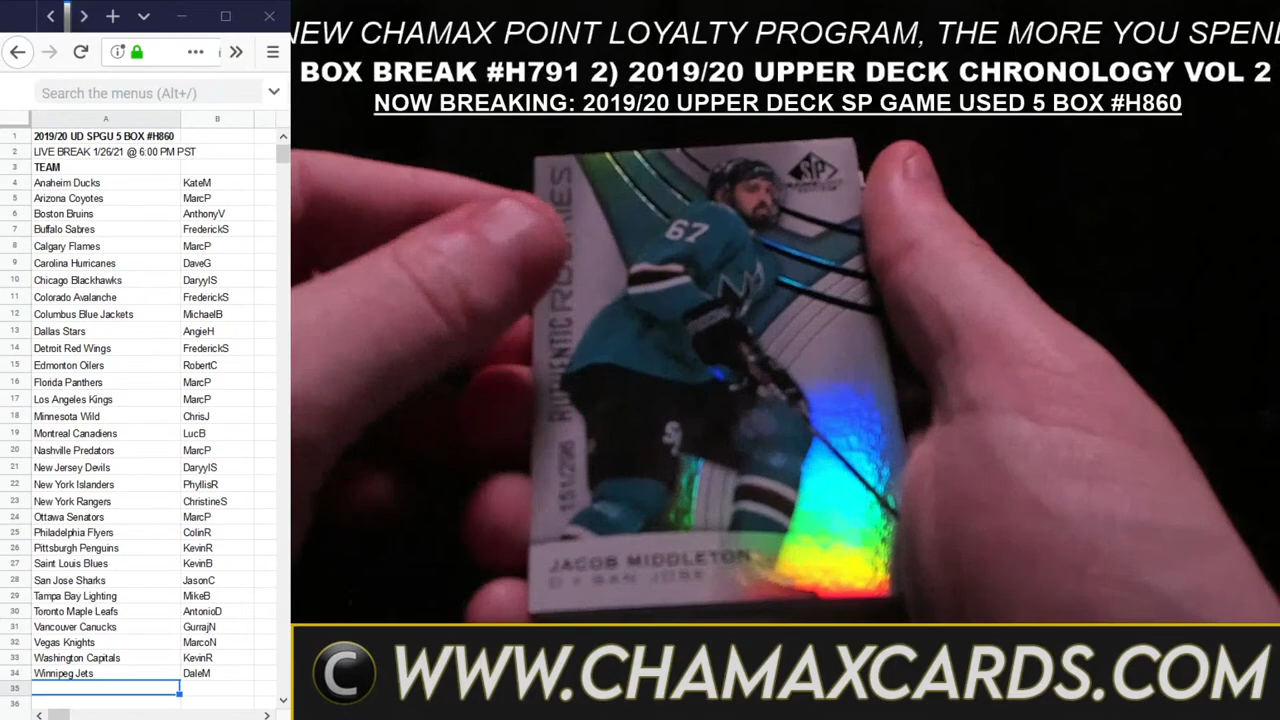 NEW CHAMAX POINT LOYALTY PROGRAM, THE MORE YOU SPEND
BOX BREAK #H791 2) 2019/20 UPPER DECK CHRONOLOGY VOL 2
NOW BREAKING: 2019/20 UPPER DECK SP GAME USED 5 BOX #H860
Search the menus (Alt+/)
A B
1 2019/20 UD SPGU 5 BOX #H860
2 LIVE BREAK 1/26/21 @ 6:00 PM PST
3 TEAM
4 Anaheim Ducks KateM
5 Arizona Coyotes MarcP
6 Boston Bruins AnthonyV
7 Buffalo Sabres FrederickS
8 Calgary Flames MarcP
9 Carolina Hurricanes DaveG
10 Chicago Blackhawks DaryylS
11 Colorado Avalanche FrederickS
12 Columbus Blue Jackets MichaelB
13 Dallas Stars AngieH
14 Detroit Red Wings FrederickS
15 Edmonton Oilers RobertC
16 Florida Panthers MarcP
17 Los Angeles Kings MarcP
18 Minnesota Wild ChrisJ
19 Montreal Canadiens LucB
20 Nashville Predators MarcP
21 New Jersey Devils DaryylS
22 New York Islanders PhyllisR
23 New York Rangers ChristineS
24 Ottawa Senators MarcP
25 Philadelphia Flyers ColinR
26 Pittsburgh Penguins KevinR
27 Saint Louis Blues KevinB
28 San Jose Sharks JasonC
29 Tampa Bay Lighting MikeB
30 Toronto Maple Leafs AntonioD
31 Vancouver Canucks GurrajN
32 Vegas Knights MarcoN
33 Washington Capitals KevinR
34 Winnipeg Jets DaleM
35
36
SP
67
AUTHENTIC ROOKIES
151/296
JACOB MIDDLETON
D SAN JOSE
C WWW.CHAMAXCARDS.COM